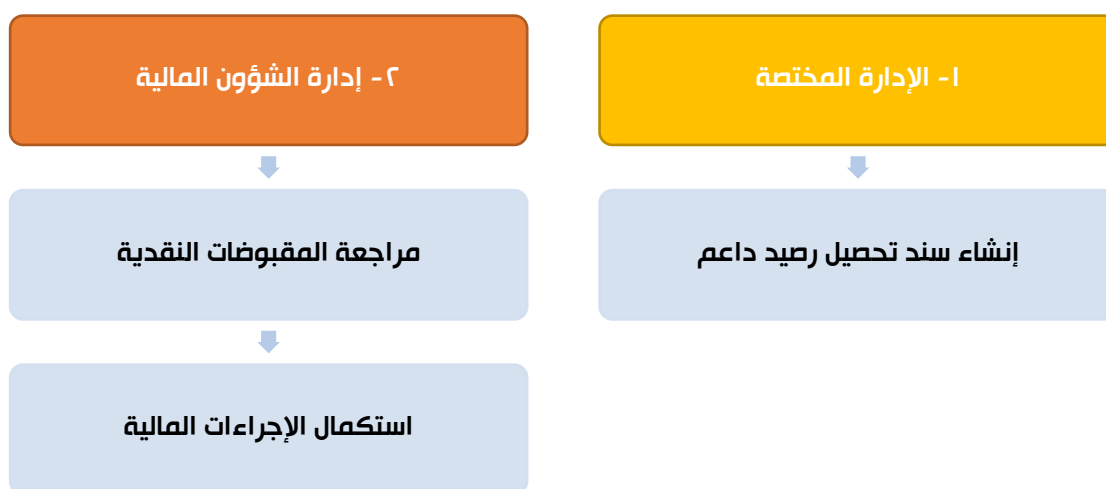 ١- الإدارة المختصة
إنشاء سند تحصيل رصيد داعم
٢- إدارة الشؤون المالية
مراجعة المقبوضات النقدية
استكمال الإجراءات المالية